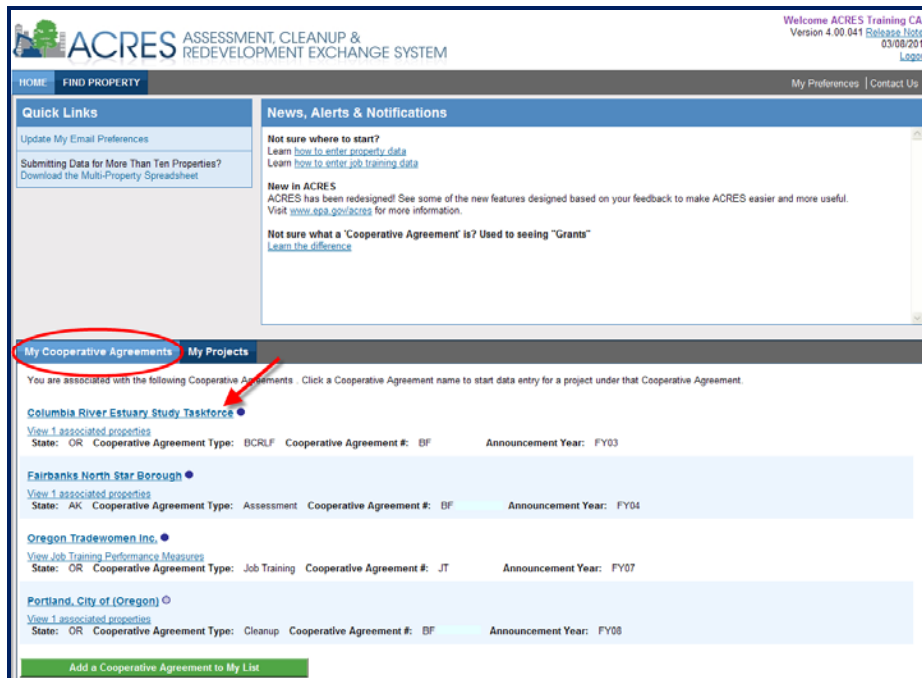 ACRES ASSESSMENT, CLEANUP &
REDEVELOPMENT EXCHANGE SYSTEM
Welcome ACRES Training CA
Version 4.00.041 Release Note
03/08/201
Logo
HOME FIND PROPERTY
My Preferences | Contact Us
Quick Links
Update My Email Preferences
Submitting Data for More Than Ten Properties?
Download the Multi-Property Spreadsheet
News, Alerts & Notifications
Not sure where to start?
Learn how to enter property data
Learn how to enter job training data
New in ACRES
ACRES has been redesigned! See some of the new features designed based on your feedback to make ACRES easier and more useful.
Visit www.epa.gov/acres for more information.
Not sure what a 'Cooperative Agreement' is? Used to seeing "Grants"
Learn the difference
My Cooperative Agreements My Projects
You are associated with the following Cooperative Agreements . Click a Cooperative Agreement name to start data entry for a project under that Cooperative Agreement.
Columbia River Estuary Study Taskforce
View 1 associated properties
State: OR Cooperative Agreement Type: BCRLF Cooperative Agreement #: BF Announcement Year: FY03
Fairbanks North Star Borough
View 1 associated properties
State: AK Cooperative Agreement Type: Assessment Cooperative Agreement #: BF Announcement Year: FY04
Oregon Tradewomen Inc.
View Job Training Performance Measures
State: OR Cooperative Agreement Type: Job Training Cooperative Agreement #: JT Announcement Year: FY07
Portland, City of (Oregon)
View 1 associated properties
State: OR Cooperative Agreement Type: Cleanup Cooperative Agreement #: BF Announcement Year: FY08
Add a Cooperative Agreement to My List